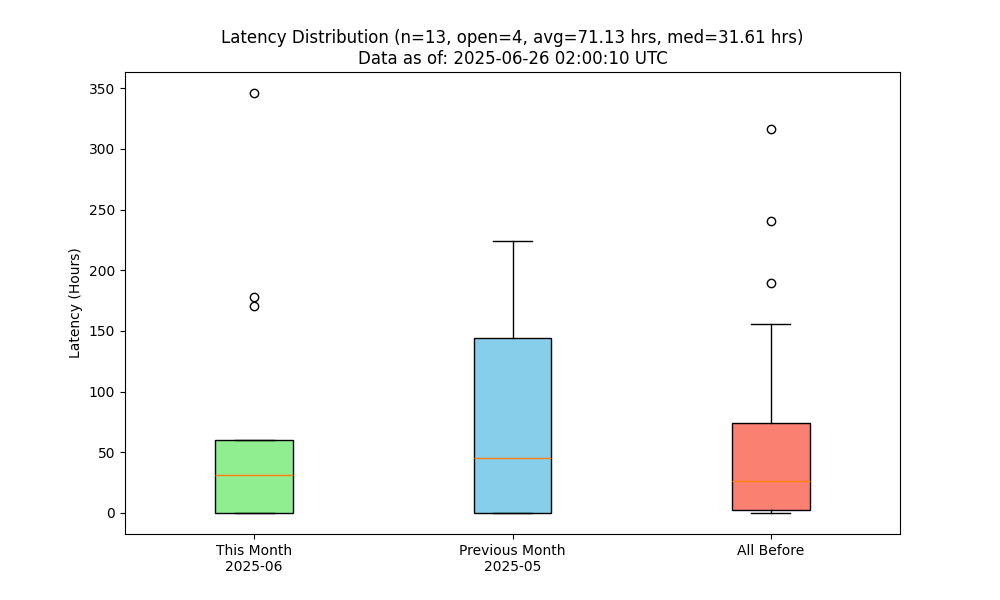 Latency Distribution (n=13, open=4, avg=71.13 hrs, med=31.61 hrs)
Data as of: 2025-06-26 02:00:10 UTC
Latency (Hours)
350
300
250
200
150
100
50
0
This Month
2025-06
Previous Month
2025-05
All Before